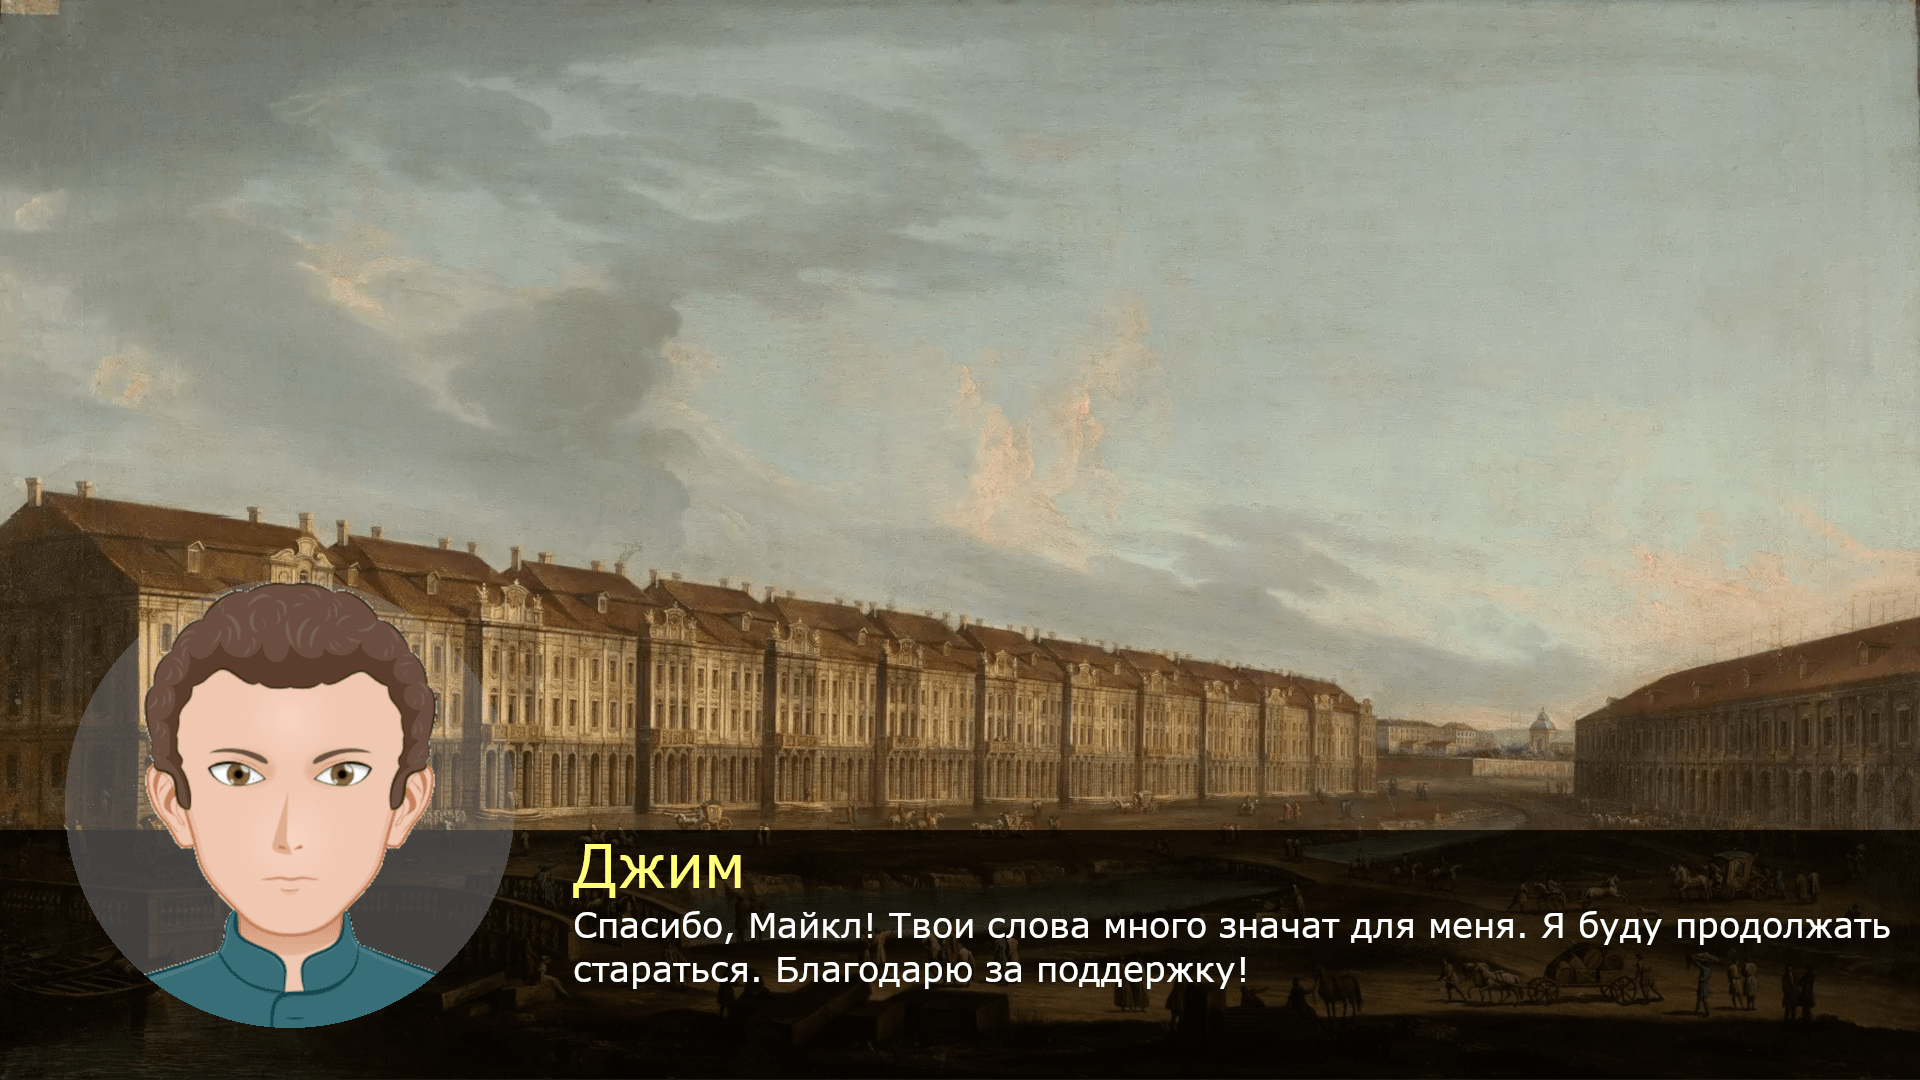 Джим
Спасибо, Майкл! Твои слова много значат для меня. Я буду продолжать
стараться. Благодарю за поддержку!